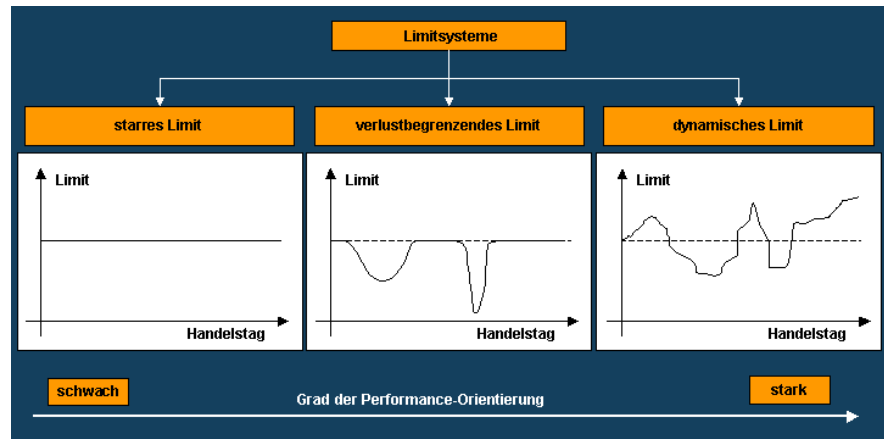 Limitsysteme
starres Limit
verlustbegrenzendes Limit
dynamisches Limit
Limit
Handelstag
Limit
Handelstag
Limit
Handelstag
schwach
Grad der Performance-Orientierung
stark